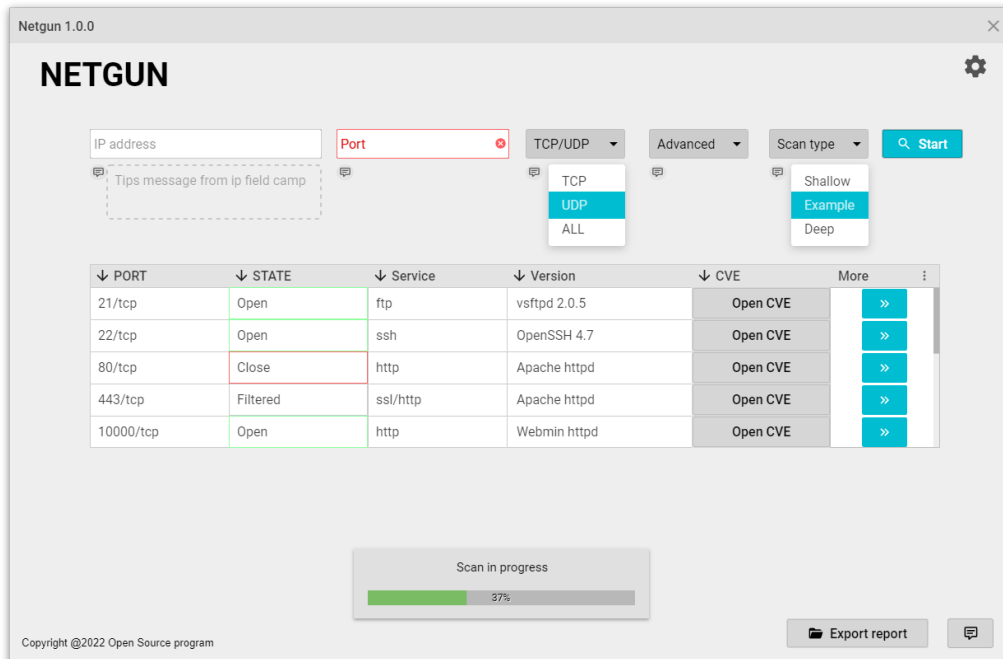 Netgun 1.0.0
NETGUN
IP address
Port
TCP/UDP
Advanced
Scan type
Start
Tips message from ip field camp
TCP
UDP
ALL
Shallow
Example
Deep
PORT STATE Service Version CVE More
21/tcp Open ftp vsftpd 2.0.5 Open CVE
22/tcp Open ssh OpenSSH 4.7 Open CVE
80/tcp Close http Apache httpd Open CVE
443/tcp Filtered ssl/http Apache httpd Open CVE
10000/tcp Open http Webmin httpd Open CVE
Scan in progress
37%
Export report
Copyright @2022 Open Source program